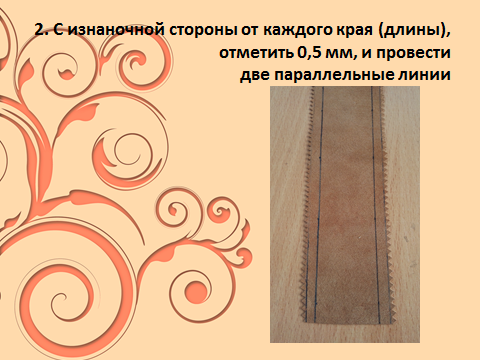 2. С изнаночной стороны от каждого края (длины),
отметить 0,5 мм, и провести
две параллельные линии